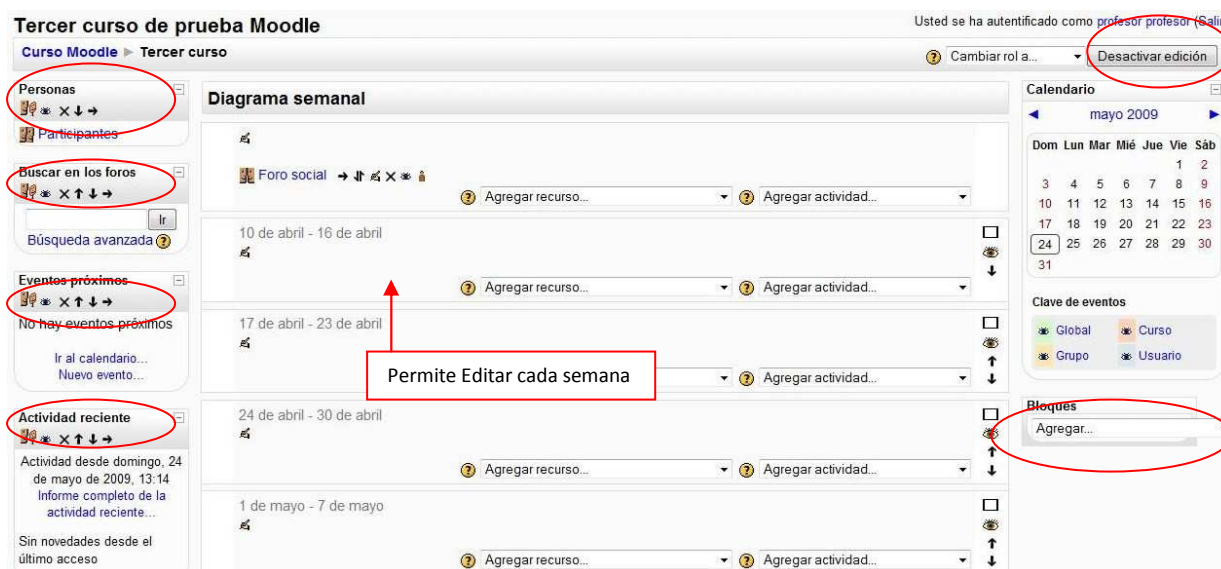 Tercer curso de prueba Moodle
Usted se ha autentificado como profesor profesor (Salir
Curso Moodle ► Tercer curso
Cambiar rol a...
Desactivar edición
Personas
Participantes
Buscar en los foros
Ir
Búsqueda avanzada
Eventos próximos
No hay eventos próximos
Ir al calendario...
Nuevo evento...
Actividad reciente
Actividad desde domingo, 24
de mayo de 2009, 13:14
Informe completo de la
actividad reciente...
Sin novedades desde el
último acceso
Diagrama semanal
Foro social
Agregar recurso... Agregar actividad...
10 de abril - 16 de abril
Agregar recurso... Agregar actividad...
17 de abril - 23 de abril
Permite Editar cada semana
Agregar actividad...
24 de abril - 30 de abril
Agregar recurso... Agregar actividad...
1 de mayo - 7 de mayo
Agregar recurso... Agregar actividad...
Calendario
mayo 2009
Dom Lun Mar Mié Jue Vie Sáb
1 2
3 4 5 6 7 8 9
10 11 12 13 14 15 16
17 18 19 20 21 22 23
24 25 26 27 28 29 30
31
Clave de eventos
Global Curso
Grupo Usuario
Bloques
Agregar...